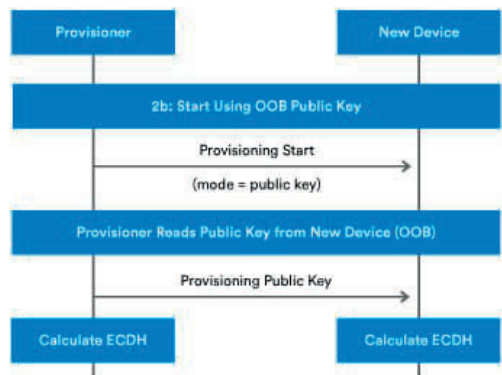 Provisioner
New Device
2b: Start Using OOB Public Key
Provisioning Start
(mode = public key)
Provisioner Reads Public Key from New Device (OOB)
Provisioning Public Key
Calculate ECDH
Calculate ECDH